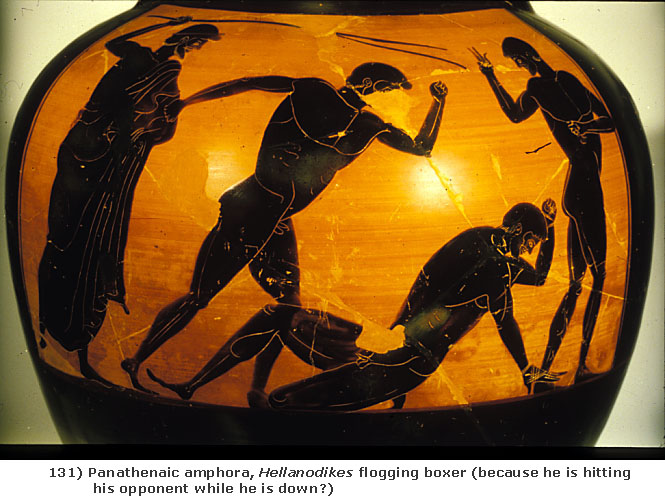 131) Panathenaic amphora, Hellanodikes flogging boxer (because he is hitting
his opponent while he is down?)